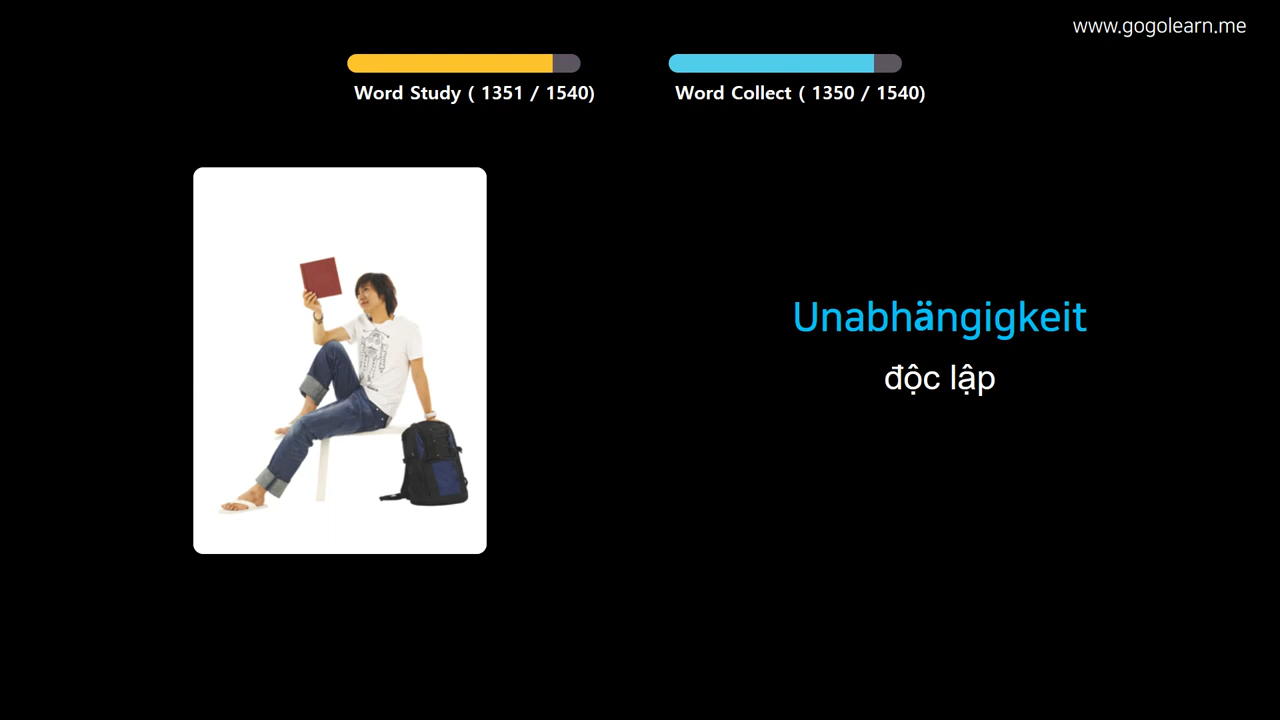 www.gogolearn.me
Word Study ( 1351 / 1540)
Word Collect ( 1350 / 1540)
Unabhängigkeit
độc lập